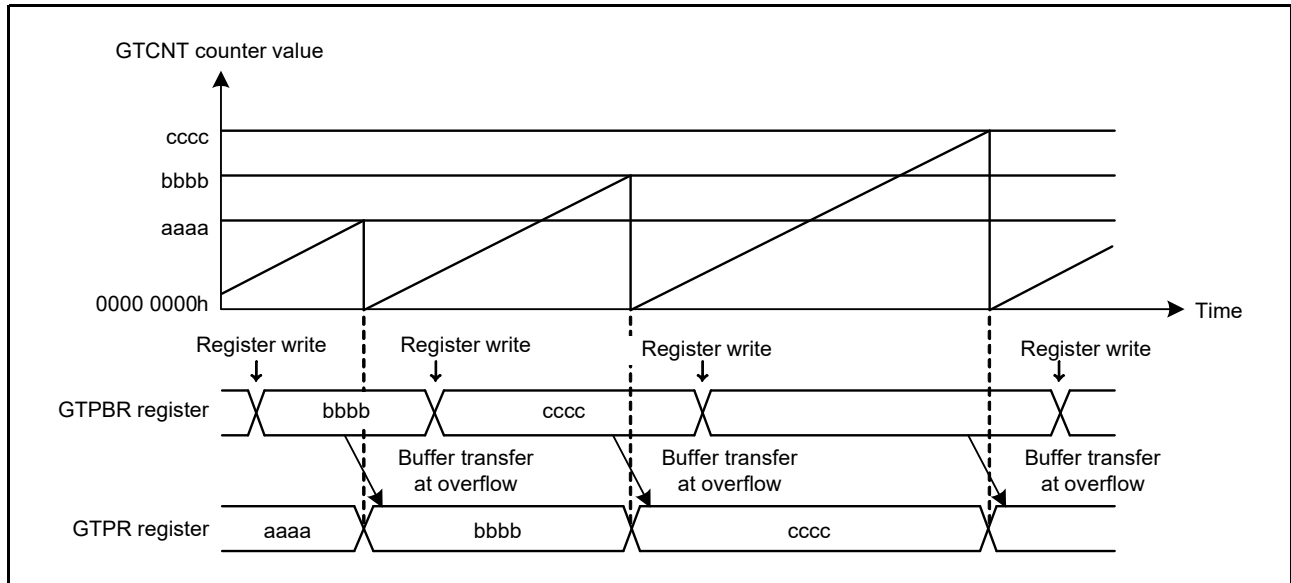 GTCNT counter value
cccc
bbbb
aaaa
0000 0000h
Time
Register write
Register write
Register write
Register write
GTPBR register
bbbb
cccc
Buffer transfer
at overflow
Buffer transfer
at overflow
Buffer transfer
at overflow
GTPR register
aaaa
bbbb
cccc